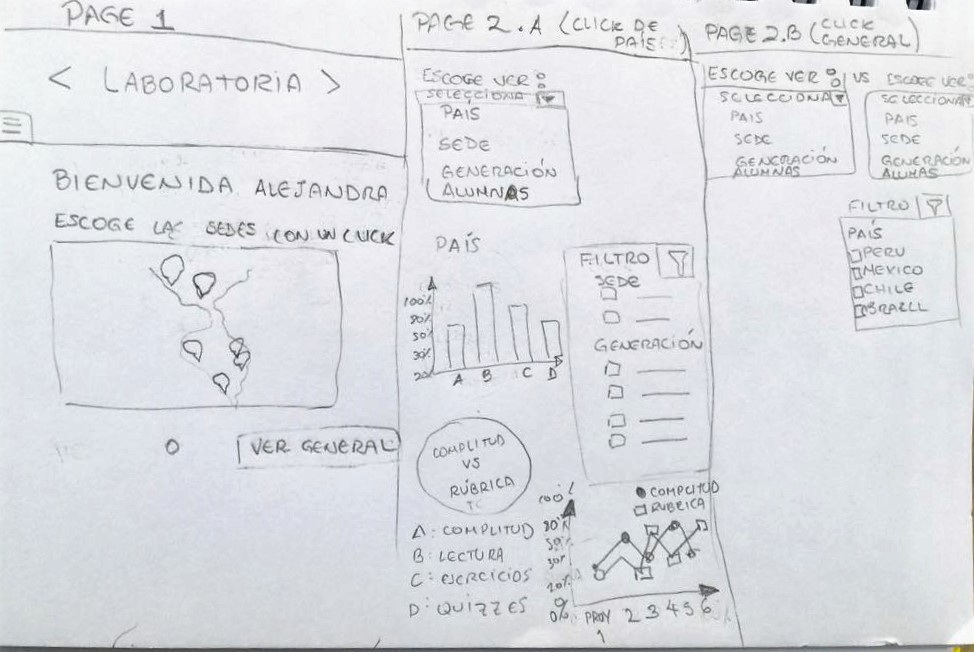 PAGE 1
< LABORATORIA >
BIENVENIDA ALEJANDRA
ESCOGE LAS SEDES CON UN CLICK
O
VER GENERAL
PAGE 2.A (CLICK DE PAÍS)
ESCOGE VER:
SELECCIONA
PAIS
SEDE
GENERACIÓN
ALUMNAS
PAÍS
100%
80%
50%
30%
20%
A B C D
FILTRO
SEDE
GENERACIÓN
COMPLITUD
VS
RÚBRICA
A: COMPLITUD
B: LECTURA
C: EJERCICIOS
D: QUIZZES
COMPLITUD
RUBRICA
100%
80%
50%
30%
20%
0%
0%
PROY 1 2 3 4 5 6
PAGE 2.B (CLICK GENERAL)
ESCOGE VER: VS ESCOGE VER:
SELECCIONA
PAIS
SEDE
GENERACIÓN
ALUMNAS
SELECCIONA
PAIS
SEDE
GENERACIÓN
ALUMAS
FILTRO
PAÍS
PERU
MEXICO
CHILE
BRAZIL